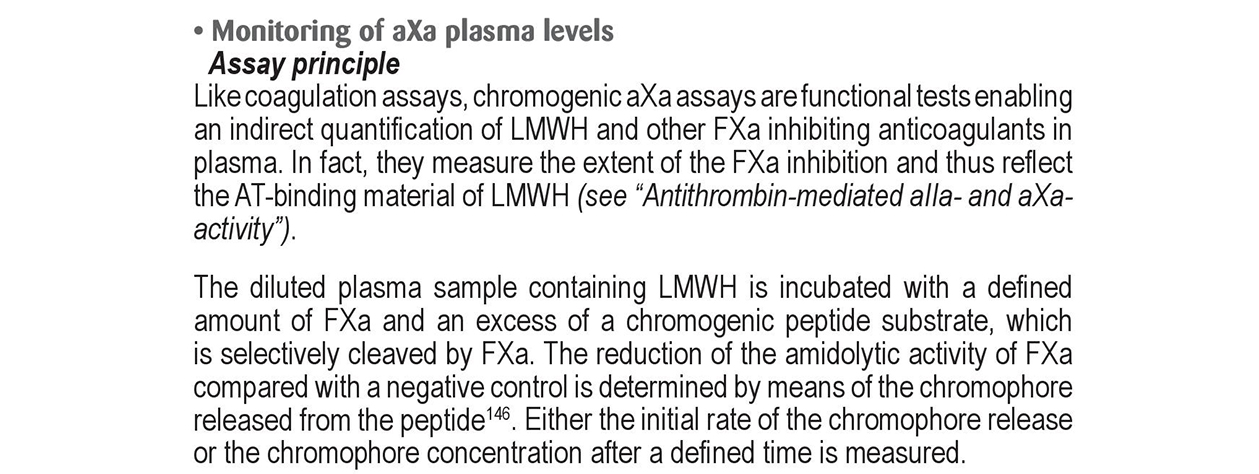 • Monitoring of aXa plasma levels
Assay principle
Like coagulation assays, chromogenic aXa assays are functional tests enabling
an indirect quantification of LMWH and other FXa inhibiting anticoagulants in
plasma. In fact, they measure the extent of the FXa inhibition and thus reflect
the AT-binding material of LMWH (see “Antithrombin-mediated aIIa- and aXa-
activity”).
The diluted plasma sample containing LMWH is incubated with a defined
amount of FXa and an excess of a chromogenic peptide substrate, which
is selectively cleaved by FXa. The reduction of the amidolytic activity of FXa
compared with a negative control is determined by means of the chromophore
released from the peptide¹⁴⁶. Either the initial rate of the chromophore release
or the chromophore concentration after a defined time is measured.